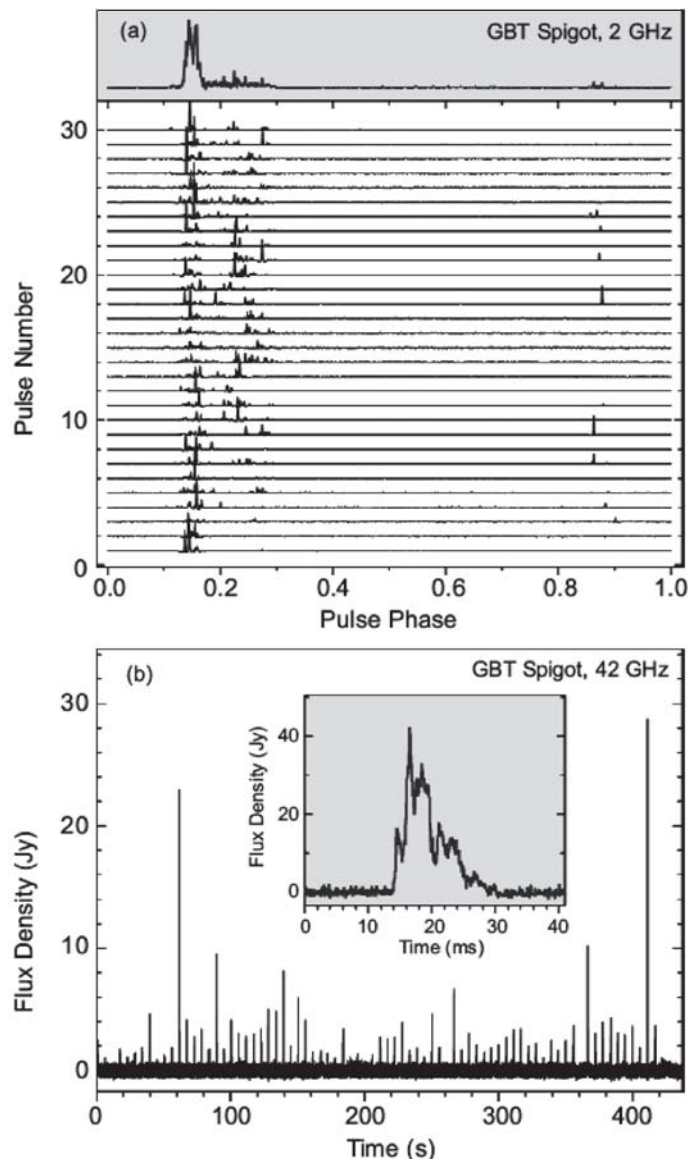 (a) GBT Spigot, 2 GHz
30
20
10
0
Pulse Number
0.0 0.2 0.4 0.6 0.8 1.0
Pulse Phase
(b) GBT Spigot, 42 GHz
30
20
10
0
Flux Density (Jy)
40
20
0
Flux Density (Jy)
0 10 20 30 40
Time (ms)
0 100 200 300 400
Time (s)